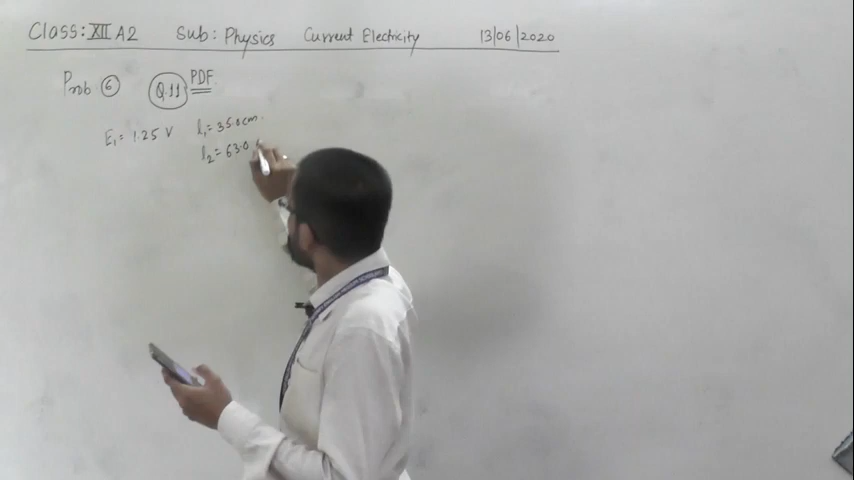 Class: XII A2 Sub: Physics Current Electricity 13/06/2020
Prob 6 Q.11 PDF
E₁ = 1.25 V l₁ = 35.0 cm.
l₂ = 63.0